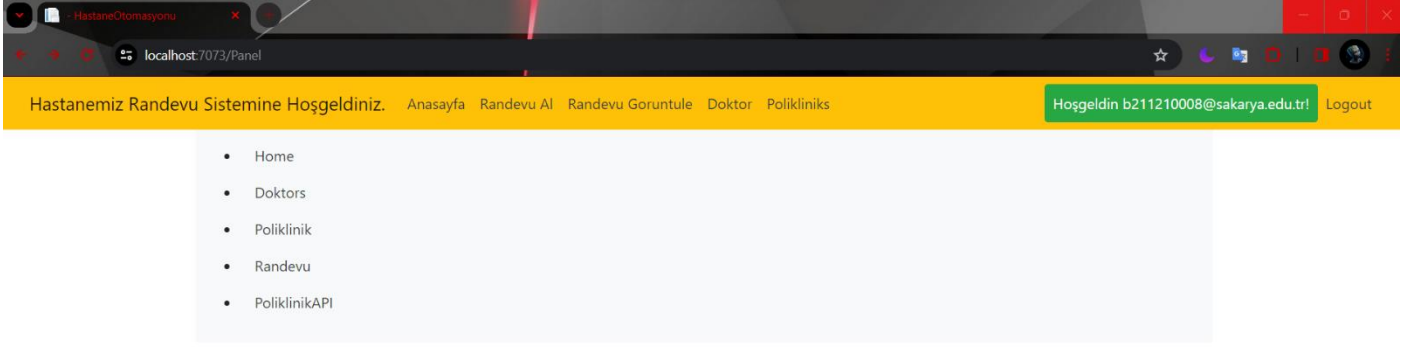 - HastaneOtomasyonu
localhost:7073/Panel
Hastanemiz Randevu Sistemine Hoşgeldiniz. Anasayfa Randevu Al Randevu Goruntule Doktor Polikliniks Hoşgeldin b211210008@sakarya.edu.tr! Logout
Home
Doktors
Poliklinik
Randevu
PoliklinikAPI